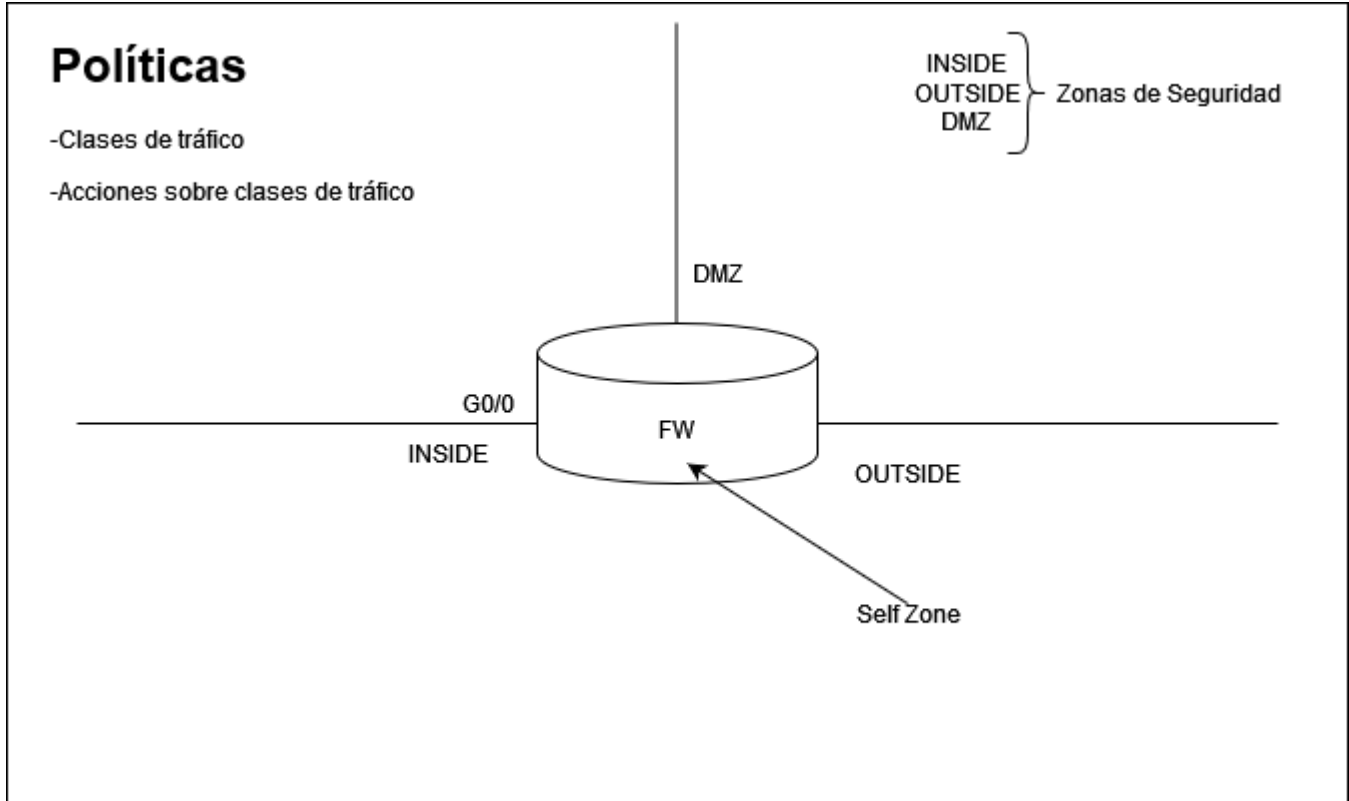 Políticas
-Clases de tráfico
-Acciones sobre clases de tráfico
INSIDE
OUTSIDE
DMZ
Zonas de Seguridad
DMZ
G0/0
INSIDE
FW
OUTSIDE
Self Zone